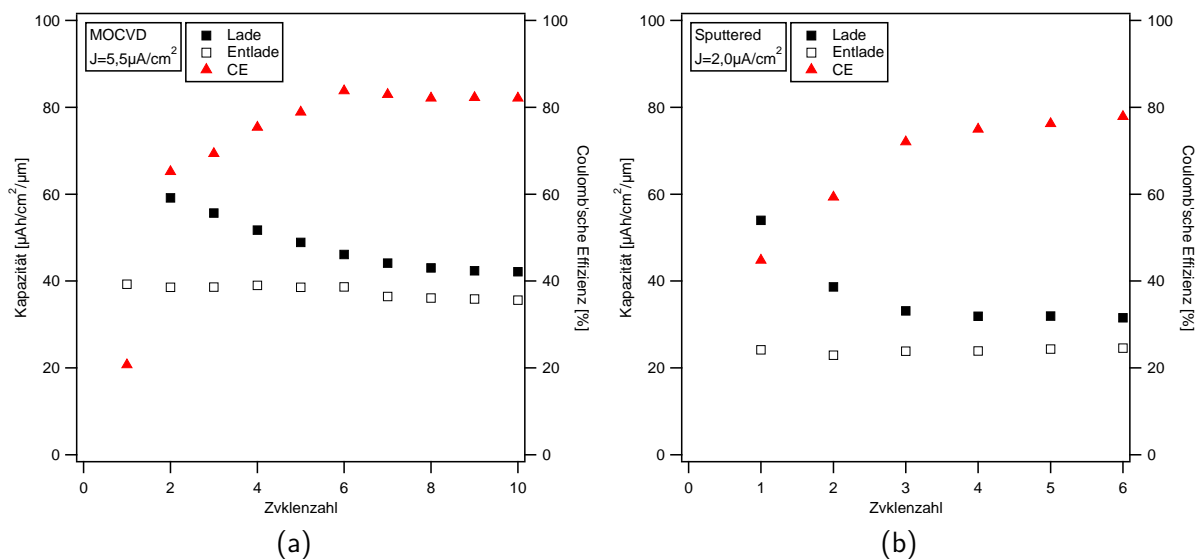 MOCVD
J=5,5µA/cm2
Lade
Entlade
CE
100
80
60
40
20
0
Kapazität [µAh/cm2/µm]
100
80
60
40
20
0
Coulomb'sche Effizienz [%]
0 2 4 6 8 10
Zvklenzahl
(a)
Sputtered
J=2,0µA/cm2
Lade
Entlade
CE
100
80
60
40
20
0
Kapazität [µAh/cm2/µm]
100
80
60
40
20
0
Coulomb'sche Effizienz [%]
0 1 2 3 4 5 6
Zvklenzahl
(b)